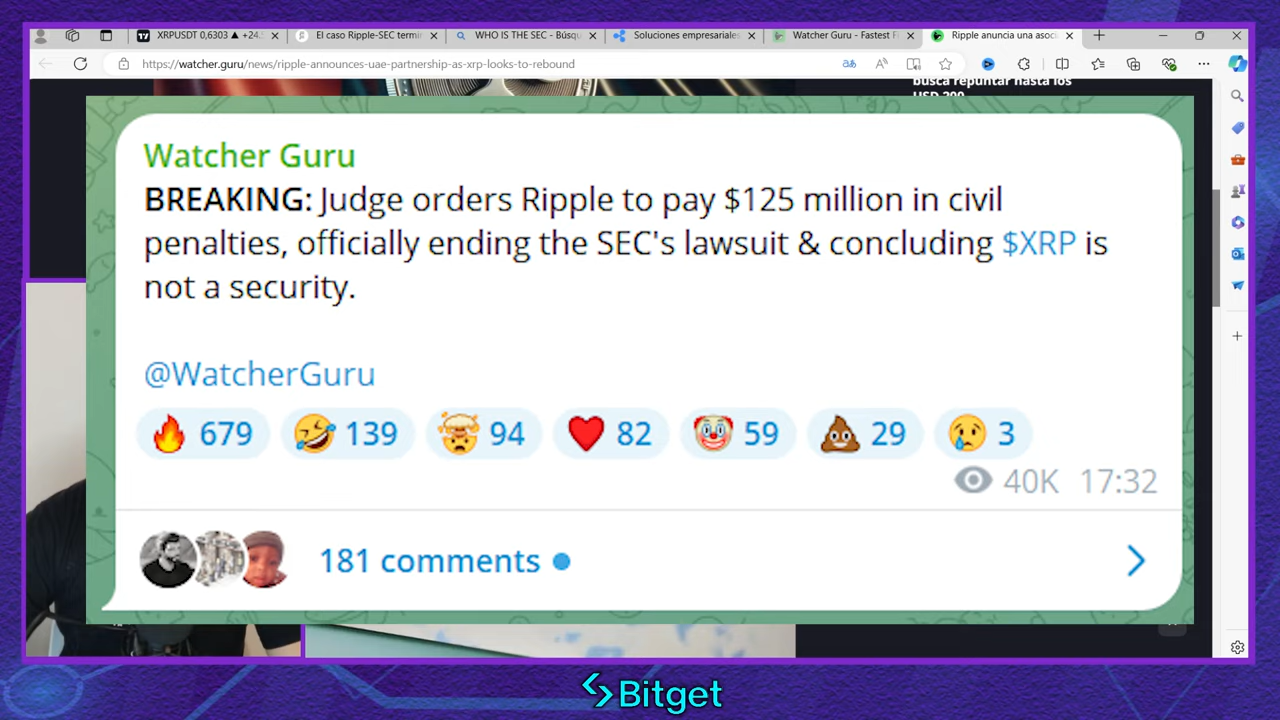 XRPUSDT 0,6303 ▲ +24.
El caso Ripple-SEC termin
WHO IS THE SEC - Búsqu
Soluciones empresariales
Watcher Guru - Fastest F
Ripple anuncia una asoc
https://watcher.guru/news/ripple-announces-uae-partnership-as-xrp-looks-to-rebound
busca repuntar hasta los
USD 200
Watcher Guru
BREAKING: Judge orders Ripple to pay $125 million in civil
penalties, officially ending the SEC's lawsuit & concluding $XRP is
not a security.
@WatcherGuru
679 139 94 82 59 29 3
40K 17:32
181 comments
Bitget